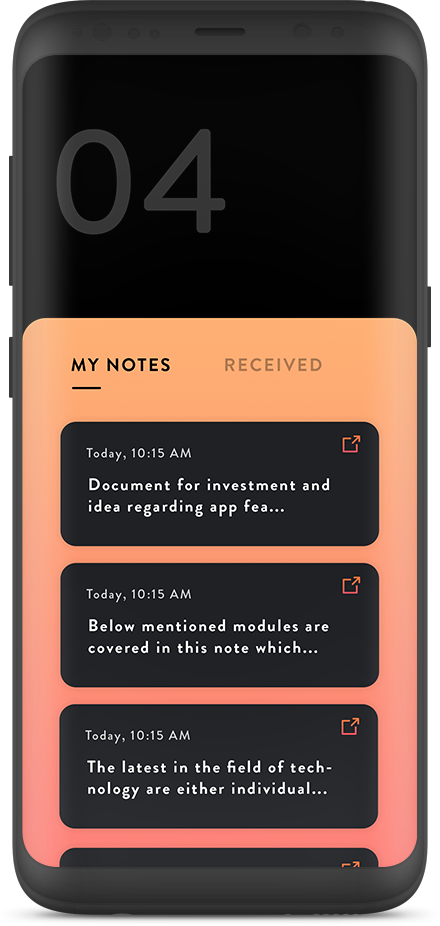 04
MY NOTES
RECEIVED
Today, 10:15 AM
Document for investment and
idea regarding app fea...
Today, 10:15 AM
Below mentioned modules are
covered in this note which...
Today, 10:15 AM
The latest in the field of tech-
nology are either individual...